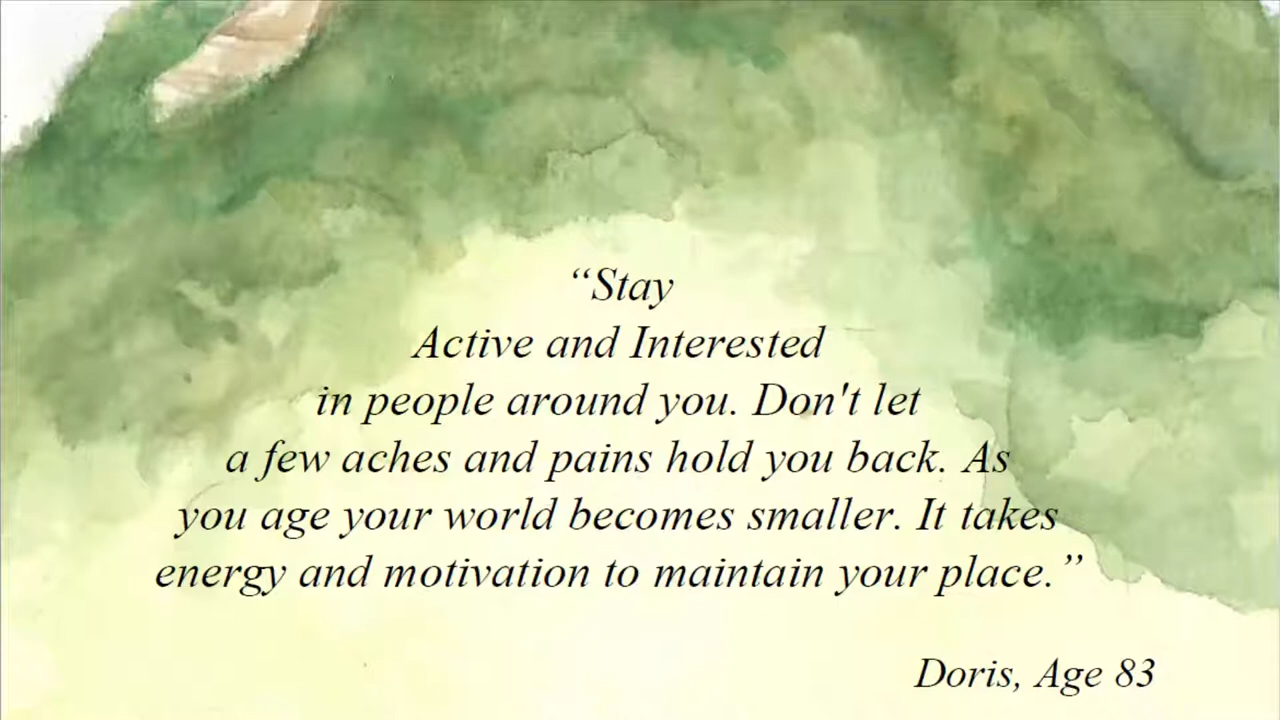 “Stay
Active and Interested
in people around you. Don't let
a few aches and pains hold you back. As
you age your world becomes smaller. It takes
energy and motivation to maintain your place.”
Doris, Age 83